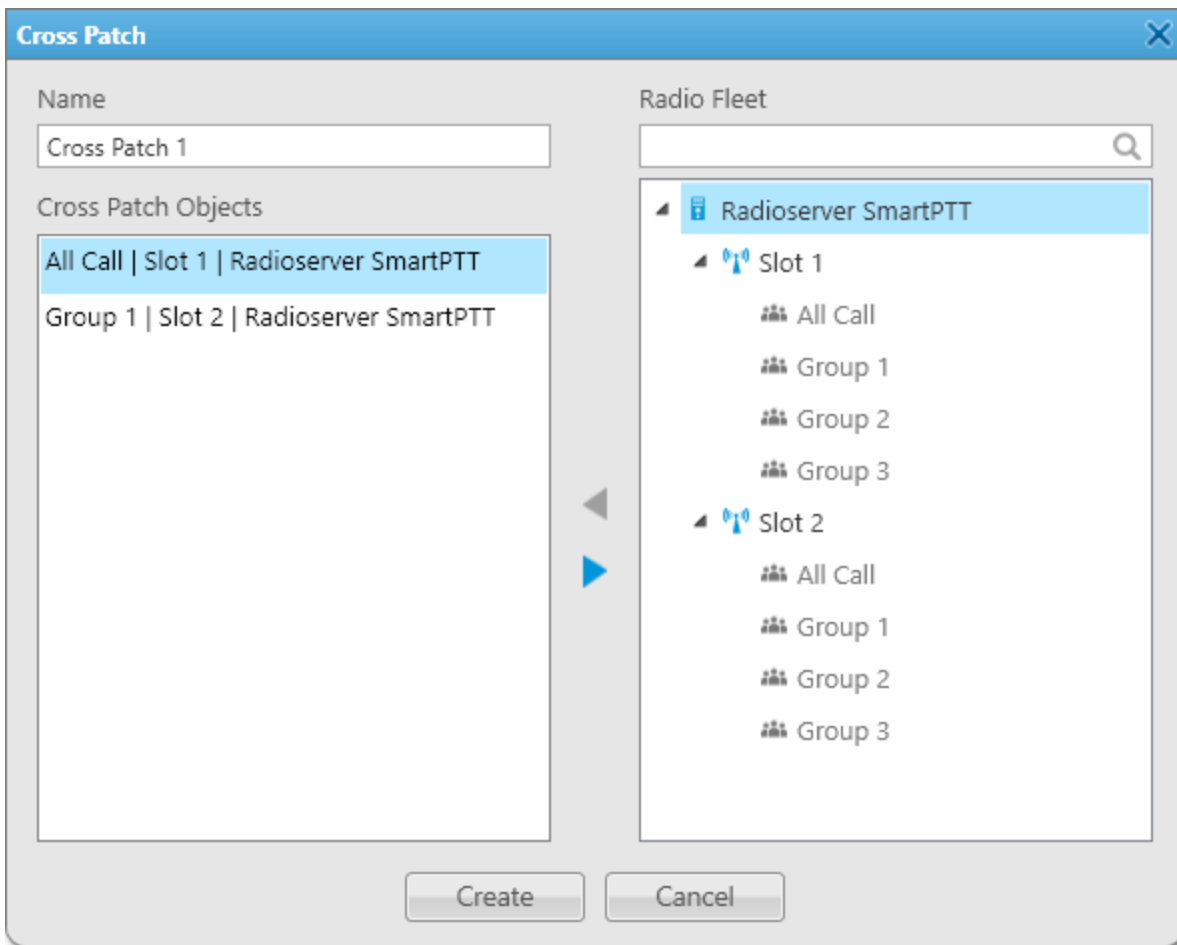 Cross Patch
Name
Cross Patch 1
Cross Patch Objects
All Call | Slot 1 | Radioserver SmartPTT
Group 1 | Slot 2 | Radioserver SmartPTT
Radio Fleet
Radioserver SmartPTT
Slot 1
All Call
Group 1
Group 2
Group 3
Slot 2
All Call
Group 1
Group 2
Group 3
Create
Cancel